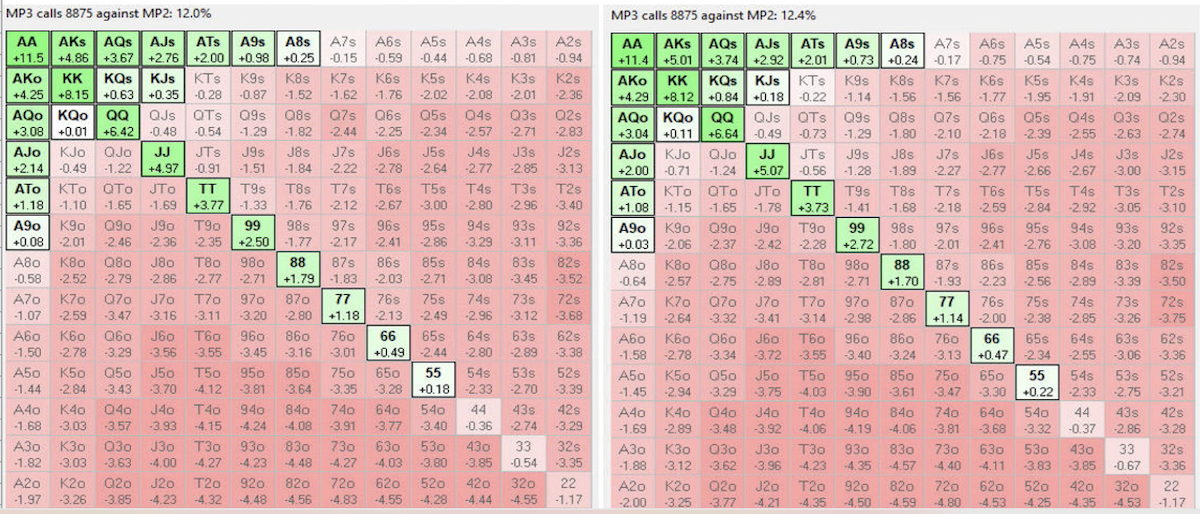 MP3 calls 8875 against MP2: 12.0%
AA AKs AQs AJs ATs A9s A8s A7s A6s A5s A4s A3s A2s
+11.5 +4.86 +3.67 +2.76 +2.00 +0.98 +0.25 -0.15 -0.59 -0.44 -0.68 -0.81 -0.94
AKo KK KQs KJs KTs K9s K8s K7s K6s K5s K4s K3s K2s
+4.25 +8.15 +0.63 +0.35 -0.28 -0.87 -1.52 -1.62 -1.76 -2.02 -2.08 -2.01 -2.36
AQo KQo QQ QJs QTs Q9s Q8s Q7s Q6s Q5s Q4s Q3s Q2s
+3.08 +0.01 +6.42 -0.48 -0.54 -1.29 -1.82 -2.44 -2.25 -2.34 -2.57 -2.71 -2.83
AJo KJo QJo JJ JTs J9s J8s J7s J6s J5s J4s J3s J2s
+2.14 -0.49 -1.22 +4.97 -0.91 -1.51 -1.84 -2.22 -2.78 -2.64 -2.77 -2.85 -3.13
ATo KTo QTo JTo TT T9s T8s T7s T6s T5s T4s T3s T2s
+1.18 -1.10 -1.65 -1.69 +3.77 -1.33 -1.76 -2.12 -2.67 -3.00 -2.80 -2.96 -3.40
A9o K9o Q9o J9o T9o 99 98s 97s 96s 95s 94s 93s 92s
+0.08 -2.01 -2.46 -2.36 -2.35 +2.50 -1.77 -2.17 -2.41 -2.86 -3.29 -3.11 -3.36
A8o K8o Q8o J8o T8o 98o 88 87s 86s 85s 84s 83s 82s
-0.58 -2.52 -2.79 -2.86 -2.77 -2.71 +1.79 -1.83 -2.03 -2.71 -3.08 -3.45 -3.52
A7o K7o Q7o J7o T7o 97o 87o 77 76s 75s 74s 73s 72s
-1.07 -2.59 -3.47 -3.16 -3.11 -3.20 -2.80 +1.18 -2.13 -2.49 -2.96 -3.12 -3.68
A6o K6o Q6o J6o T6o 96o 86o 76o 66 65s 64s 63s 62s
-1.50 -2.78 -3.29 -3.56 -3.55 -3.45 -3.16 -3.01 +0.49 -2.44 -2.80 -2.89 -3.38
A5o K5o Q5o J5o T5o 95o 85o 75o 65o 55 54s 53s 52s
-1.44 -2.84 -3.43 -3.70 -4.12 -3.81 -3.64 -3.35 -3.28 +0.18 -2.33 -2.70 -3.39
A4o K4o Q4o J4o T4o 94o 84o 74o 64o 54o 44 43s 42s
-1.68 -3.03 -3.57 -3.93 -4.15 -4.24 -4.08 -3.91 -3.77 -3.40 -0.36 -2.74 -3.29
A3o K3o Q3o J3o T3o 93o 83o 73o 63o 53o 43o 33 32s
-1.82 -3.03 -3.63 -4.00 -4.27 -4.23 -4.48 -4.27 -4.03 -3.80 -3.85 -0.54 -3.35
A2o K2o Q2o J2o T2o 92o 82o 72o 62o 52o 42o 32o 22
-1.97 -3.26 -3.85 -4.23 -4.32 -4.48 -4.56 -4.83 -4.55 -4.28 -4.44 -4.55 -1.17
MP3 calls 8875 against MP2: 12.4%
AA AKs AQs AJs ATs A9s A8s A7s A6s A5s A4s A3s A2s
+11.4 +5.01 +3.74 +2.92 +2.01 +0.73 +0.24 -0.17 -0.75 -0.54 -0.75 -0.74 -0.94
AKo KK KQs KJs KTs K9s K8s K7s K6s K5s K4s K3s K2s
+4.29 +8.12 +0.84 +0.18 -0.22 -1.14 -1.56 -1.56 -1.77 -1.95 -1.91 -2.09 -2.30
AQo KQo QQ QJs QTs Q9s Q8s Q7s Q6s Q5s Q4s Q3s Q2s
+3.04 +0.11 +6.64 -0.49 -0.73 -1.29 -1.80 -2.10 -2.18 -2.39 -2.55 -2.63 -2.74
AJo KJo QJo JJ JTs J9s J8s J7s J6s J5s J4s J3s J2s
+2.00 -0.71 -1.24 +5.07 -0.56 -1.28 -1.89 -2.27 -2.77 -2.66 -2.67 -3.00 -3.15
ATo KTo QTo JTo TT T9s T8s T7s T6s T5s T4s T3s T2s
+1.08 -1.15 -1.65 -1.78 +3.73 -1.41 -1.68 -2.18 -2.59 -2.84 -2.92 -3.05 -3.10
A9o K9o Q9o J9o T9o 99 98s 97s 96s 95s 94s 93s 92s
+0.03 -2.06 -2.37 -2.42 -2.28 +2.72 -1.80 -2.01 -2.41 -2.76 -3.08 -3.20 -3.35
A8o K8o Q8o J8o T8o 98o 88 87s 86s 85s 84s 83s 82s
-0.64 -2.57 -2.75 -2.89 -2.81 -2.71 +1.70 -1.93 -2.23 -2.56 -2.89 -3.39 -3.50
A7o K7o Q7o J7o T7o 97o 87o 77 76s 75s 74s 73s 72s
-1.19 -2.64 -3.32 -3.41 -3.14 -2.98 -2.86 +1.14 -2.00 -2.38 -2.85 -3.26 -3.75
A6o K6o Q6o J6o T6o 96o 86o 76o 66 65s 64s 63s 62s
-1.58 -2.78 -3.34 -3.72 -3.55 -3.40 -3.24 -3.13 +0.47 -2.34 -2.55 -3.06 -3.36
A5o K5o Q5o J5o T5o 95o 85o 75o 65o 55 54s 53s 52s
-1.45 -2.94 -3.29 -3.75 -4.03 -3.90 -3.61 -3.47 -3.30 +0.22 -2.33 -2.75 -3.21
A4o K4o Q4o J4o T4o 94o 84o 74o 64o 54o 44 43s 42s
-1.69 -2.89 -3.48 -3.92 -4.06 -4.19 -4.06 -3.81 -3.68 -3.32 -0.37 -2.86 -3.28
A3o K3o Q3o J3o T3o 93o 83o 73o 63o 53o 43o 33 32s
-1.88 -3.12 -3.62 -3.96 -4.23 -4.35 -4.57 -4.40 -4.11 -3.83 -3.85 -0.67 -3.36
A2o K2o Q2o J2o T2o 92o 82o 72o 62o 52o 42o 32o 22
-2.00 -3.25 -3.77 -4.21 -4.35 -4.50 -4.59 -4.80 -4.53 -4.25 -4.35 -4.53 -1.17